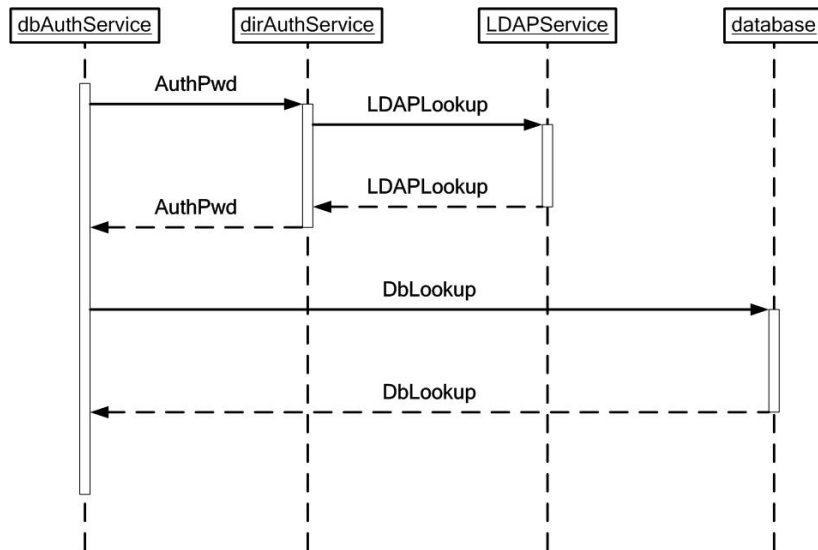 dbAuthService
dirAuthService
LDAPService
database
AuthPwd
LDAPLookup
LDAPLookup
AuthPwd
DbLookup
DbLookup